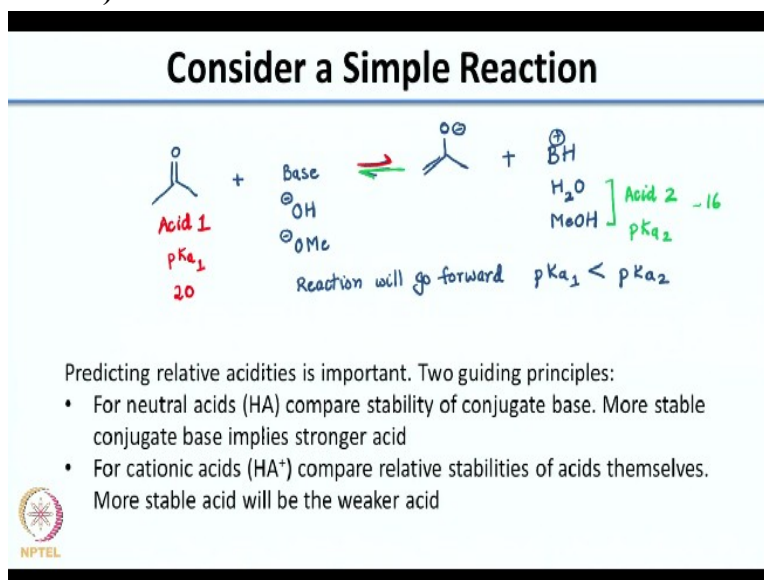 Consider a Simple Reaction
O
O⊖
⊕
+ Base + BH
⊖OH H₂O
⊖OMe MeOH
Acid 1 Acid 2 ~16
pKa₁ pKa₂
20
Reaction will go forward pKa₁ < pKa₂
Predicting relative acidities is important. Two guiding principles:
• For neutral acids (HA) compare stability of conjugate base. More stable
conjugate base implies stronger acid
• For cationic acids (HA⁺) compare relative stabilities of acids themselves.
More stable acid will be the weaker acid
NPTEL